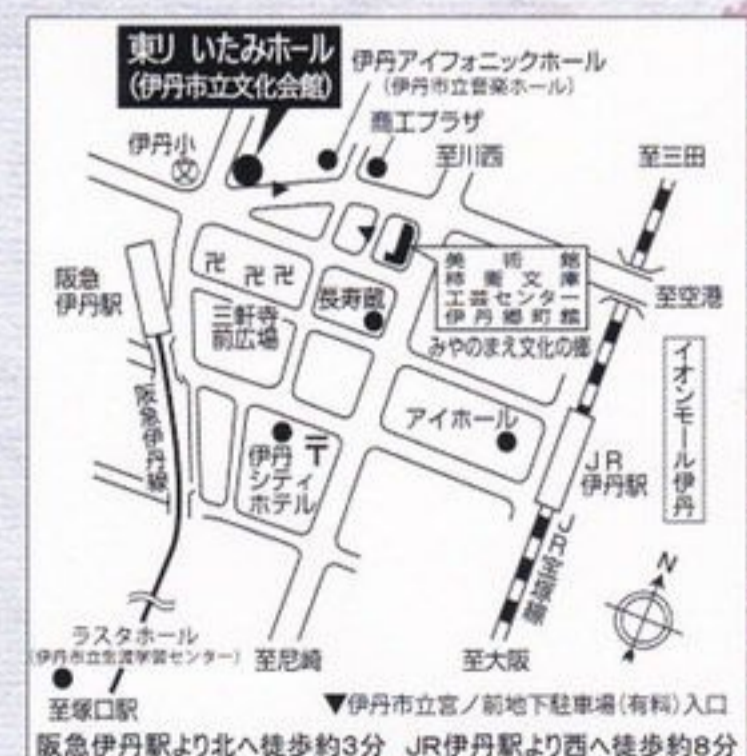 東リ いたみホール
(伊丹市立文化会館)
伊丹アイフォニックホール
(伊丹市立音楽ホール)
商工プラザ
伊丹小
文
至川西
至三田
阪急
伊丹駅
卍 卍 卍
長寿蔵
三軒寺
前広場
美術館
柿衞文庫
工芸センター
伊丹郷町館
みやのまえ文化の郷
至空港
イオンモール伊丹
阪急伊丹線
アイホール
伊丹
シティ
ホテル
〒
JR
伊丹駅
JR宝塚線
N
ラスタホール
(伊丹市立生涯学習センター)
至尼崎
至大阪
至塚口駅
▼伊丹市立宮ノ前地下駐車場(有料)入口
阪急伊丹駅より北へ徒歩約3分 JR伊丹駅より西へ徒歩約8分